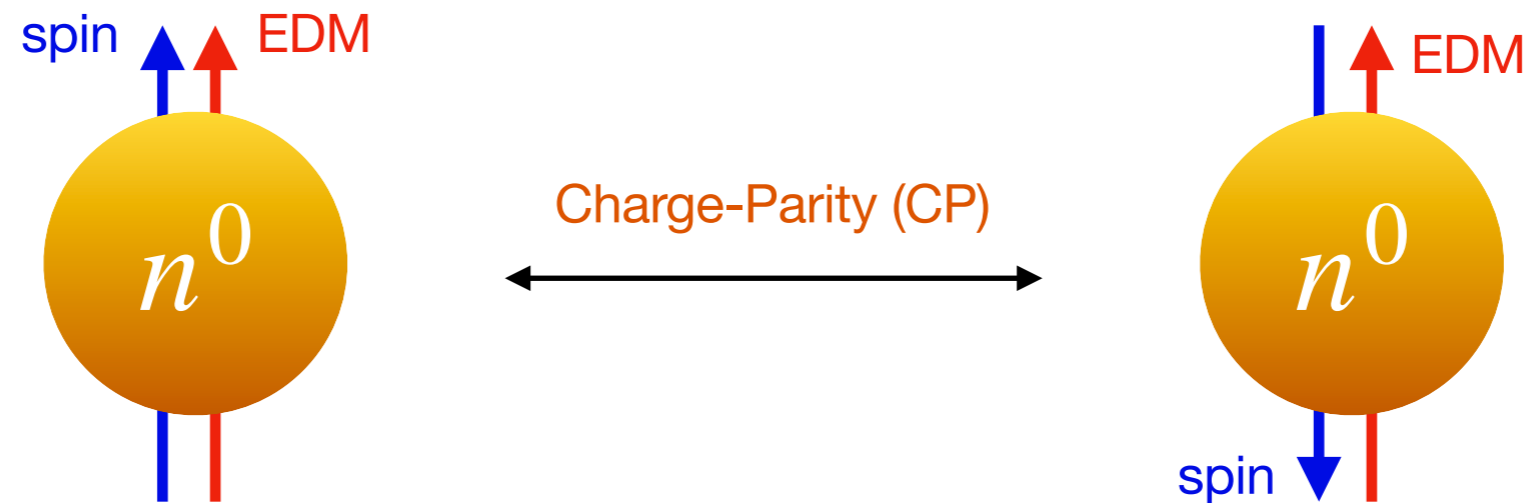 spin EDM
EDM
Charge-Parity (CP)
n⁰
n⁰
spin